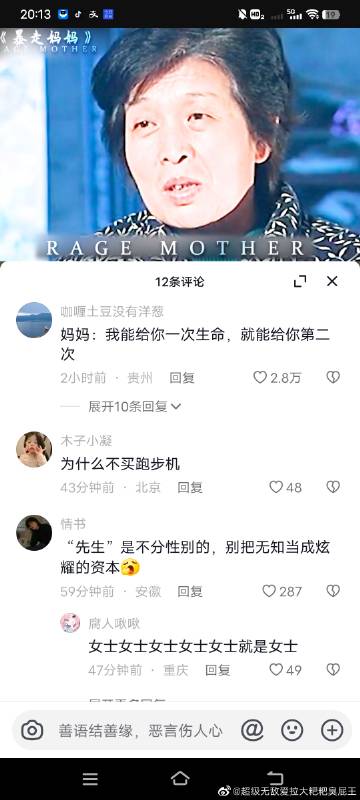 20:13
HD2
5G
19
《暴走妈妈》
RAGE MOTHER
RAGE MOTHER
12条评论
咖喱土豆没有洋葱
妈妈：我能给你一次生命，就能给你第二
次
2小时前 · 贵州 回复
2.8万
展开10条回复
木子小凝
为什么不买跑步机
43分钟前 · 北京 回复
48
情书
“先生”是不分性别的，别把无知当成炫
耀的资本
59分钟前 · 安徽 回复
287
腐人啾啾
女士女士女士女士女士就是女士
47分钟前 · 重庆 回复
49
善语结善缘，恶言伤人心
@超级无敌爱拉大粑粑臭屁王